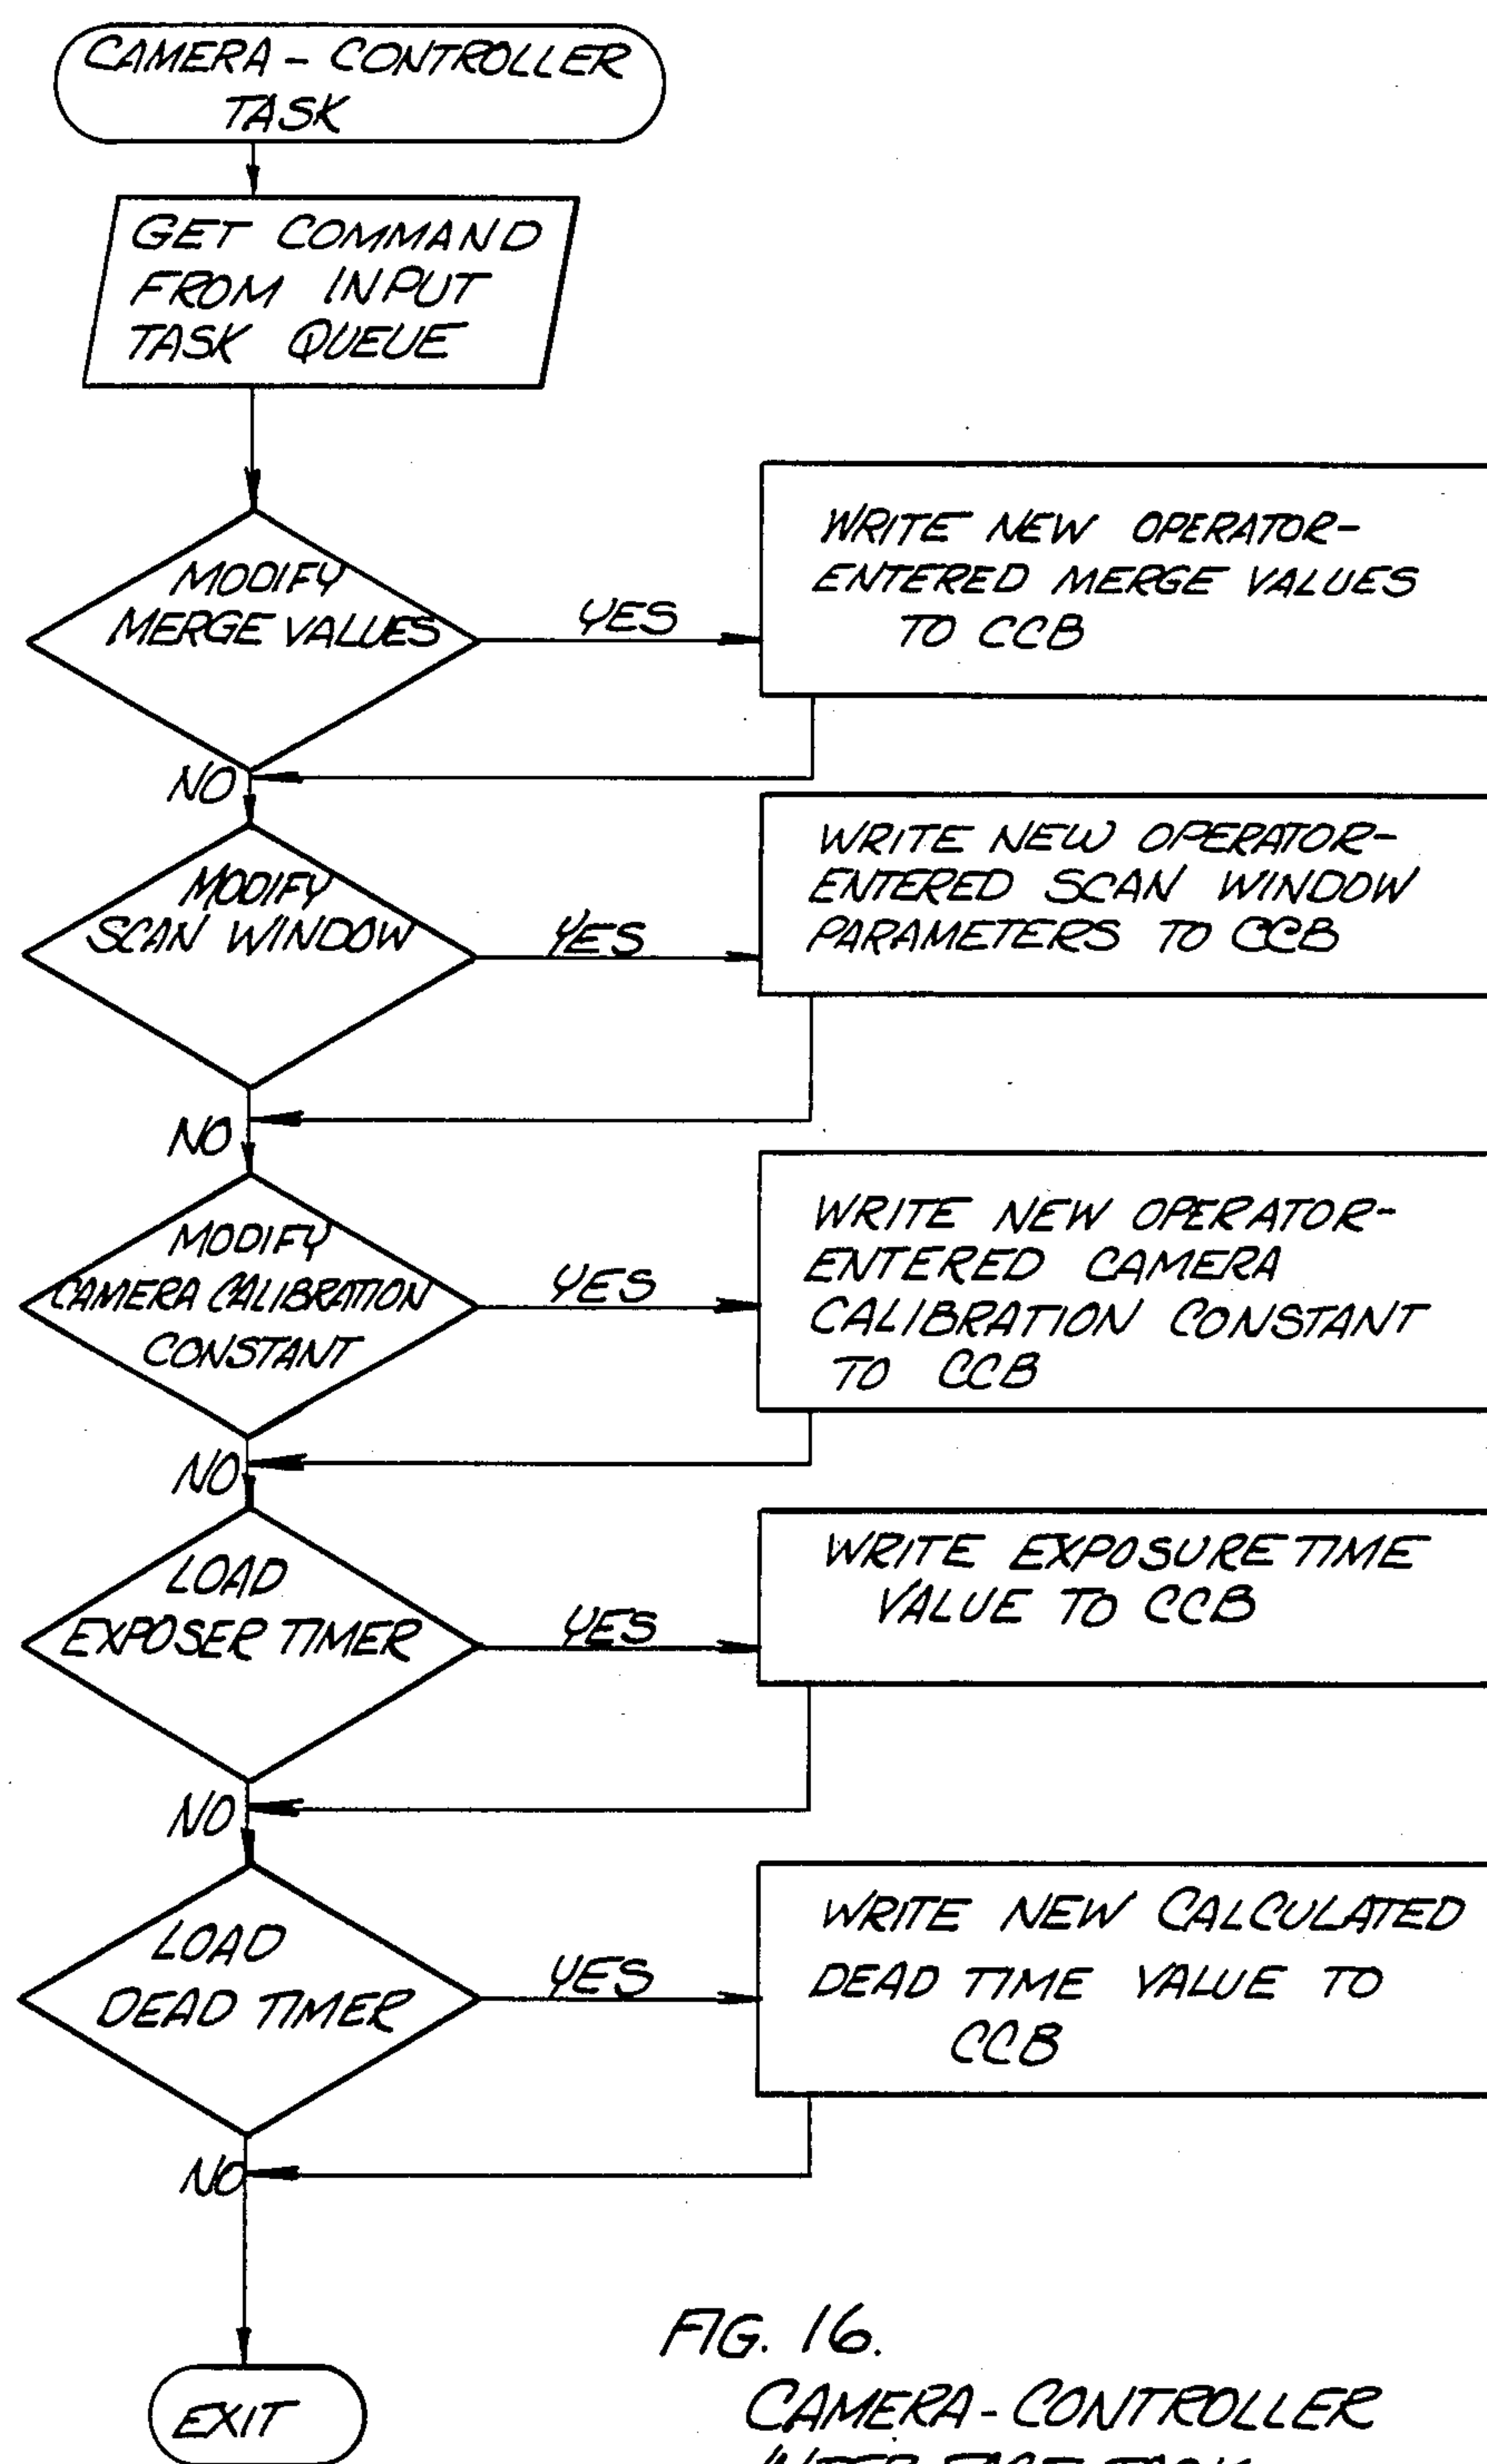 CAMERA - CONTROLLER
TASK
GET COMMAND
FROM INPUT
TASK QUEUE
MODIFY
MERGE VALUES
YES
WRITE NEW OPERATOR-
ENTERED MERGE VALUES
TO CCB
NO
MODIFY
SCAN WINDOW
YES
WRITE NEW OPERATOR-
ENTERED SCAN WINDOW
PARAMETERS TO CCB
NO
MODIFY
CAMERA CALIBRATION
CONSTANT
YES
WRITE NEW OPERATOR-
ENTERED CAMERA
CALIBRATION CONSTANT
TO CCB
NO
LOAD
EXPOSER TIMER
YES
WRITE EXPOSURE TIME
VALUE TO CCB
NO
LOAD
DEAD TIMER
YES
WRITE NEW CALCULATED
DEAD TIME VALUE TO
CCB
NO
EXIT
FIG. 16.
CAMERA - CONTROLLER